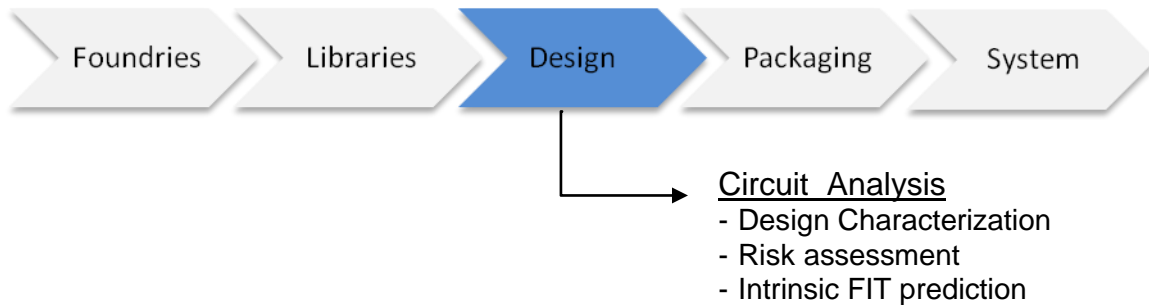 Foundries Libraries Design Packaging System
Circuit Analysis
- Design Characterization
- Risk assessment
- Intrinsic FIT prediction